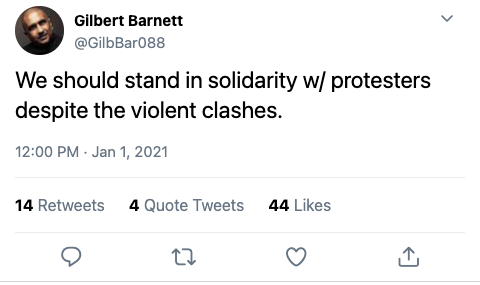 Gilbert Barnett
@GilbBar088
We should stand in solidarity w/ protesters
despite the violent clashes.
12:00 PM · Jan 1, 2021
14 Retweets 4 Quote Tweets 44 Likes